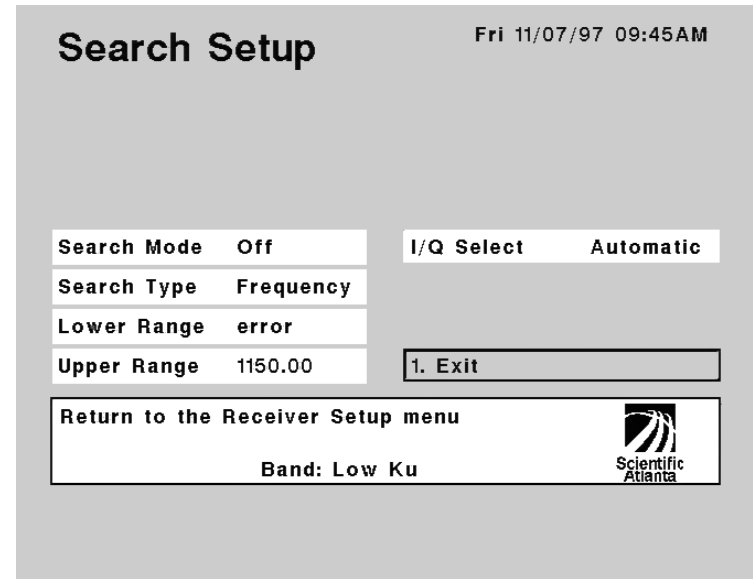 Search Setup
Fri 11/07/97 09:45AM
Search Mode Off
I/Q Select Automatic
Search Type Frequency
Lower Range error
Upper Range 1150.00
1. Exit
Return to the Receiver Setup menu
Band: Low Ku
Scientific
Atlanta